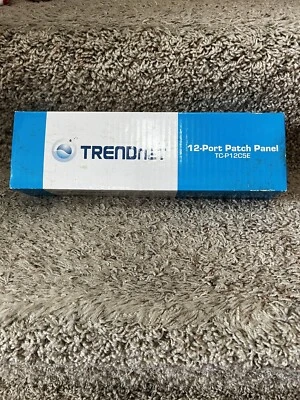 TRENDNET
12-Port Patch Panel
TC-P12C5E